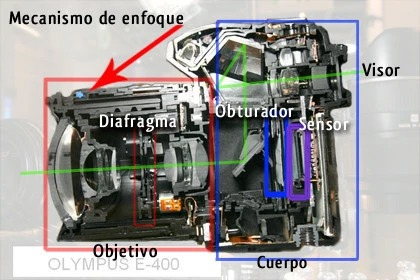 Mecanismo de enfoque
Visor
Obturador
Diafragma
Sensor
Objetivo
Cuerpo
OLYMPUS E-400